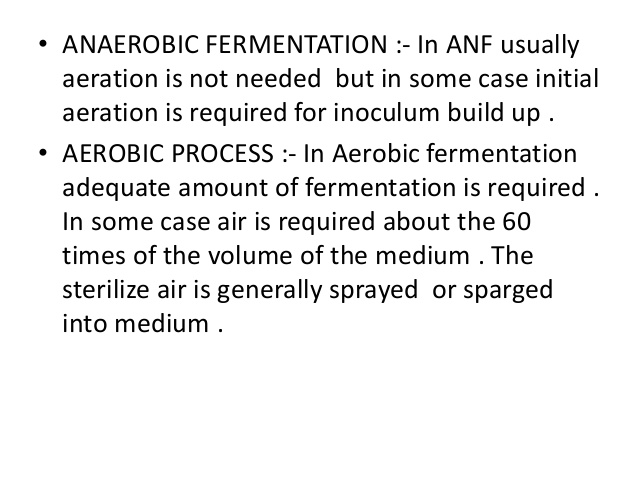 • ANAEROBIC FERMENTATION :- In ANF usually
aeration is not needed  but in some case initial
aeration is required for inoculum build up .
• AEROBIC PROCESS :- In Aerobic fermentation
adequate amount of fermentation is required .
In some case air is required about the 60
times of the volume of the medium . The
sterilize air is generally sprayed  or sparged
into medium .